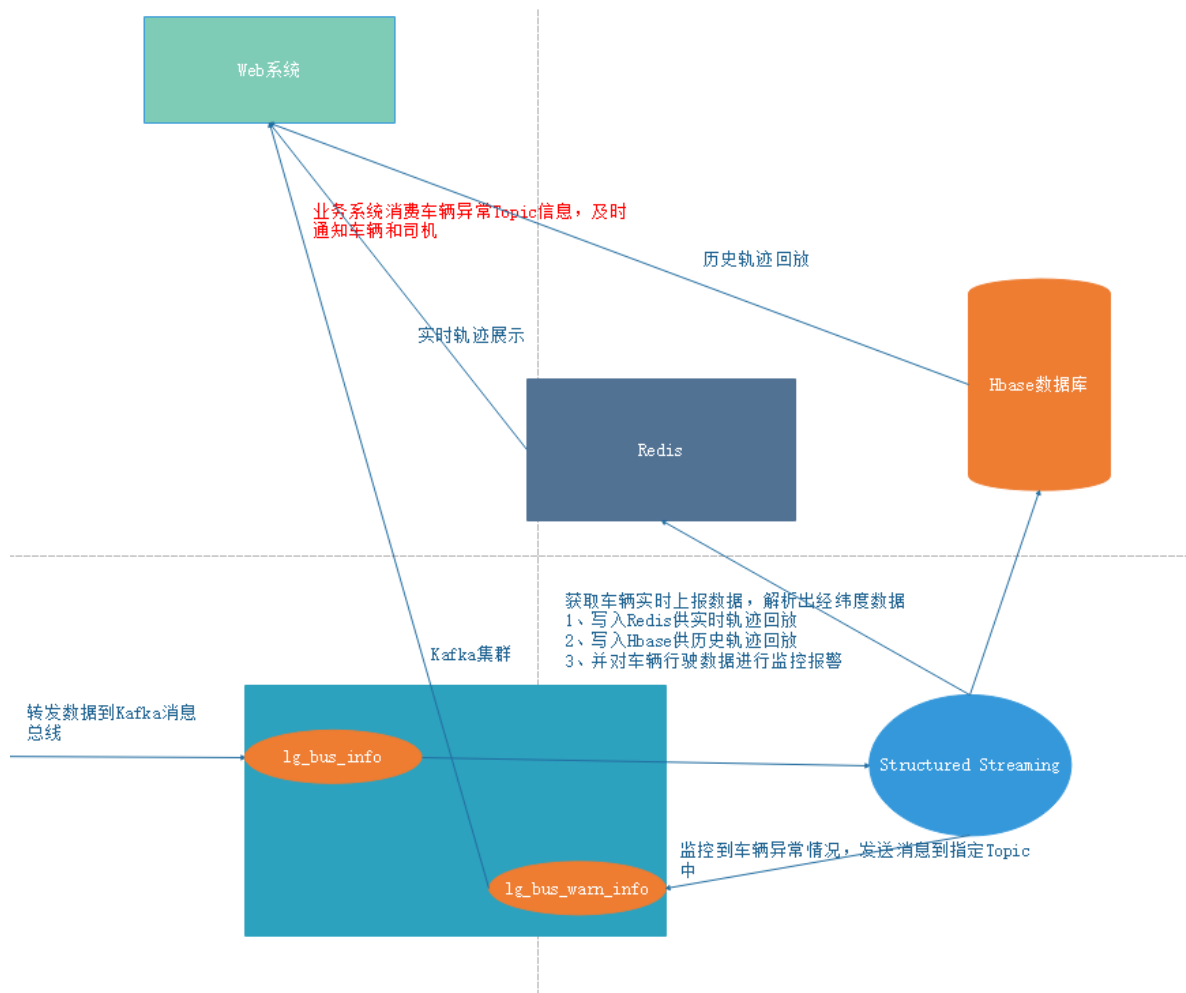 Web系统
业务系统消费车辆异常Topic信息，及时
通知车辆和司机
历史轨迹回放
实时轨迹展示
Hbase数据库
Redis
获取车辆实时上报数据，解析出经纬度数据
1、写入Redis供实时轨迹回放
2、写入Hbase供历史轨迹回放
3、并对车辆行驶数据进行监控报警
Kafka集群
转发数据到Kafka消息
总线
lg_bus_info
Structured Streaming
监控到车辆异常情况，发送消息到指定Topic
中
lg_bus_warn_info